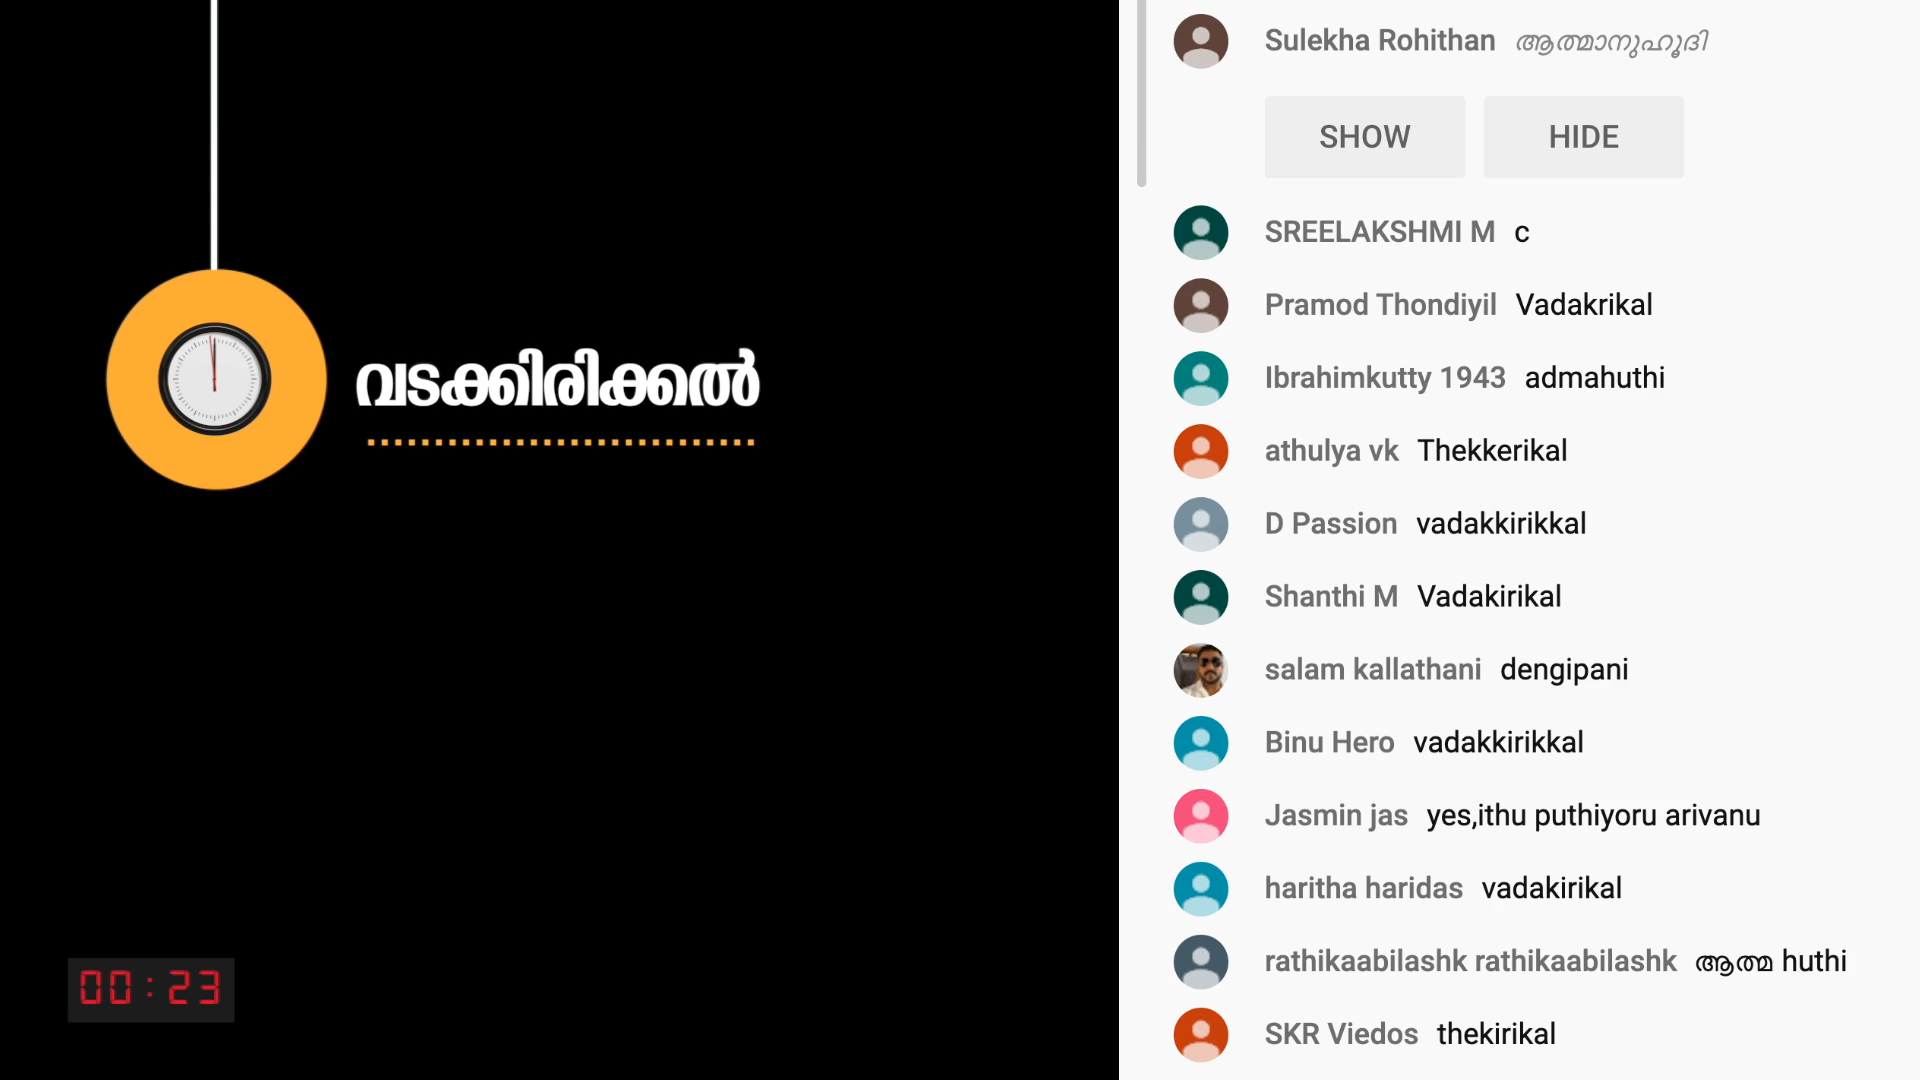 വടക്കിരിക്കൽ
00:23
Sulekha Rohithan ആത്മാനുഹൂദി
SHOW HIDE
SREELAKSHMI M c
Pramod Thondiyil Vadakrikal
Ibrahimkutty 1943 admahuthi
athulya vk Thekkerikal
D Passion vadakkirikkal
Shanthi M Vadakirikal
salam kallathani dengipani
Binu Hero vadakkirikkal
Jasmin jas yes,ithu puthiyoru arivanu
haritha haridas vadakirikal
rathikaabilashk rathikaabilashk ആത്മ huthi
SKR Viedos thekirikal